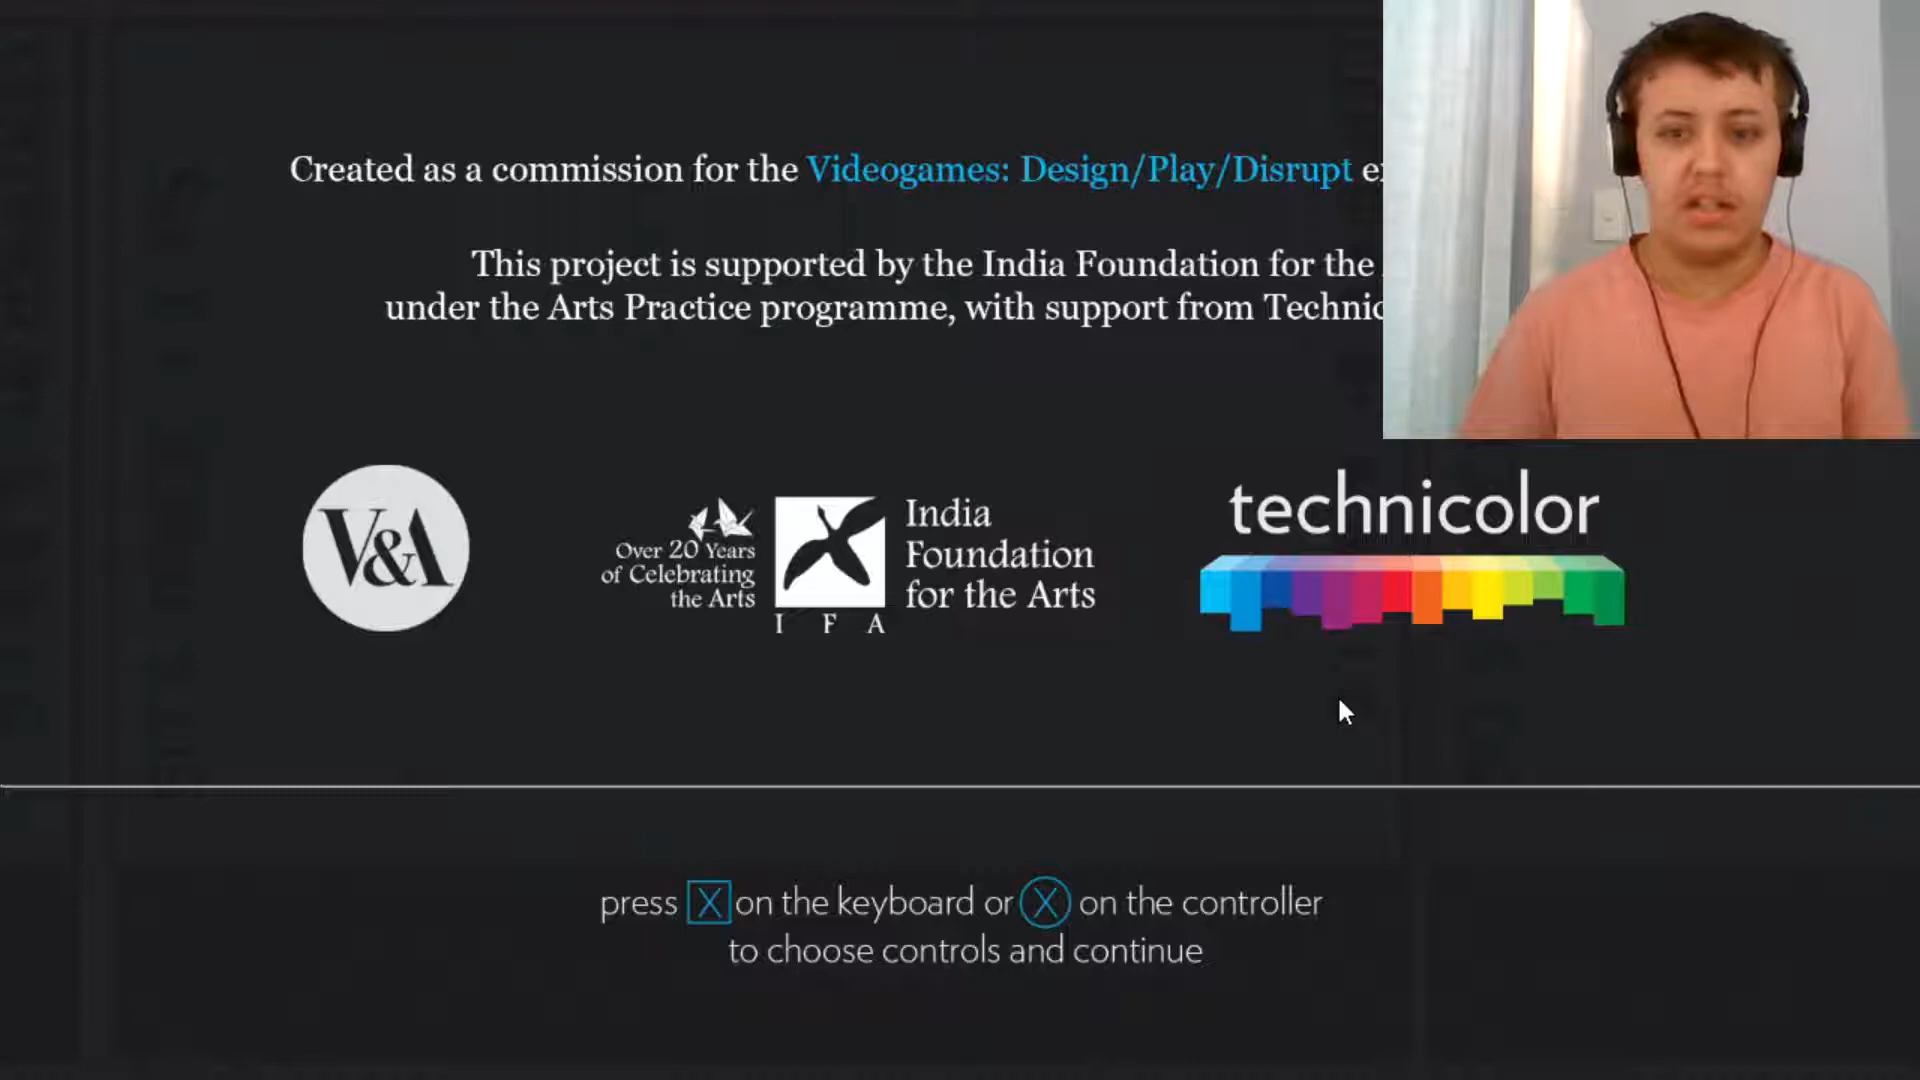 Created as a commission for the Videogames: Design/Play/Disrupt
This project is supported by the India Foundation for the
under the Arts Practice programme, with support from
V&A
Over 20 Years
of Celebrating
the Arts
I F A
India
Foundation
for the Arts
technicolor
press X on the keyboard or X on the controller
to choose controls and continue